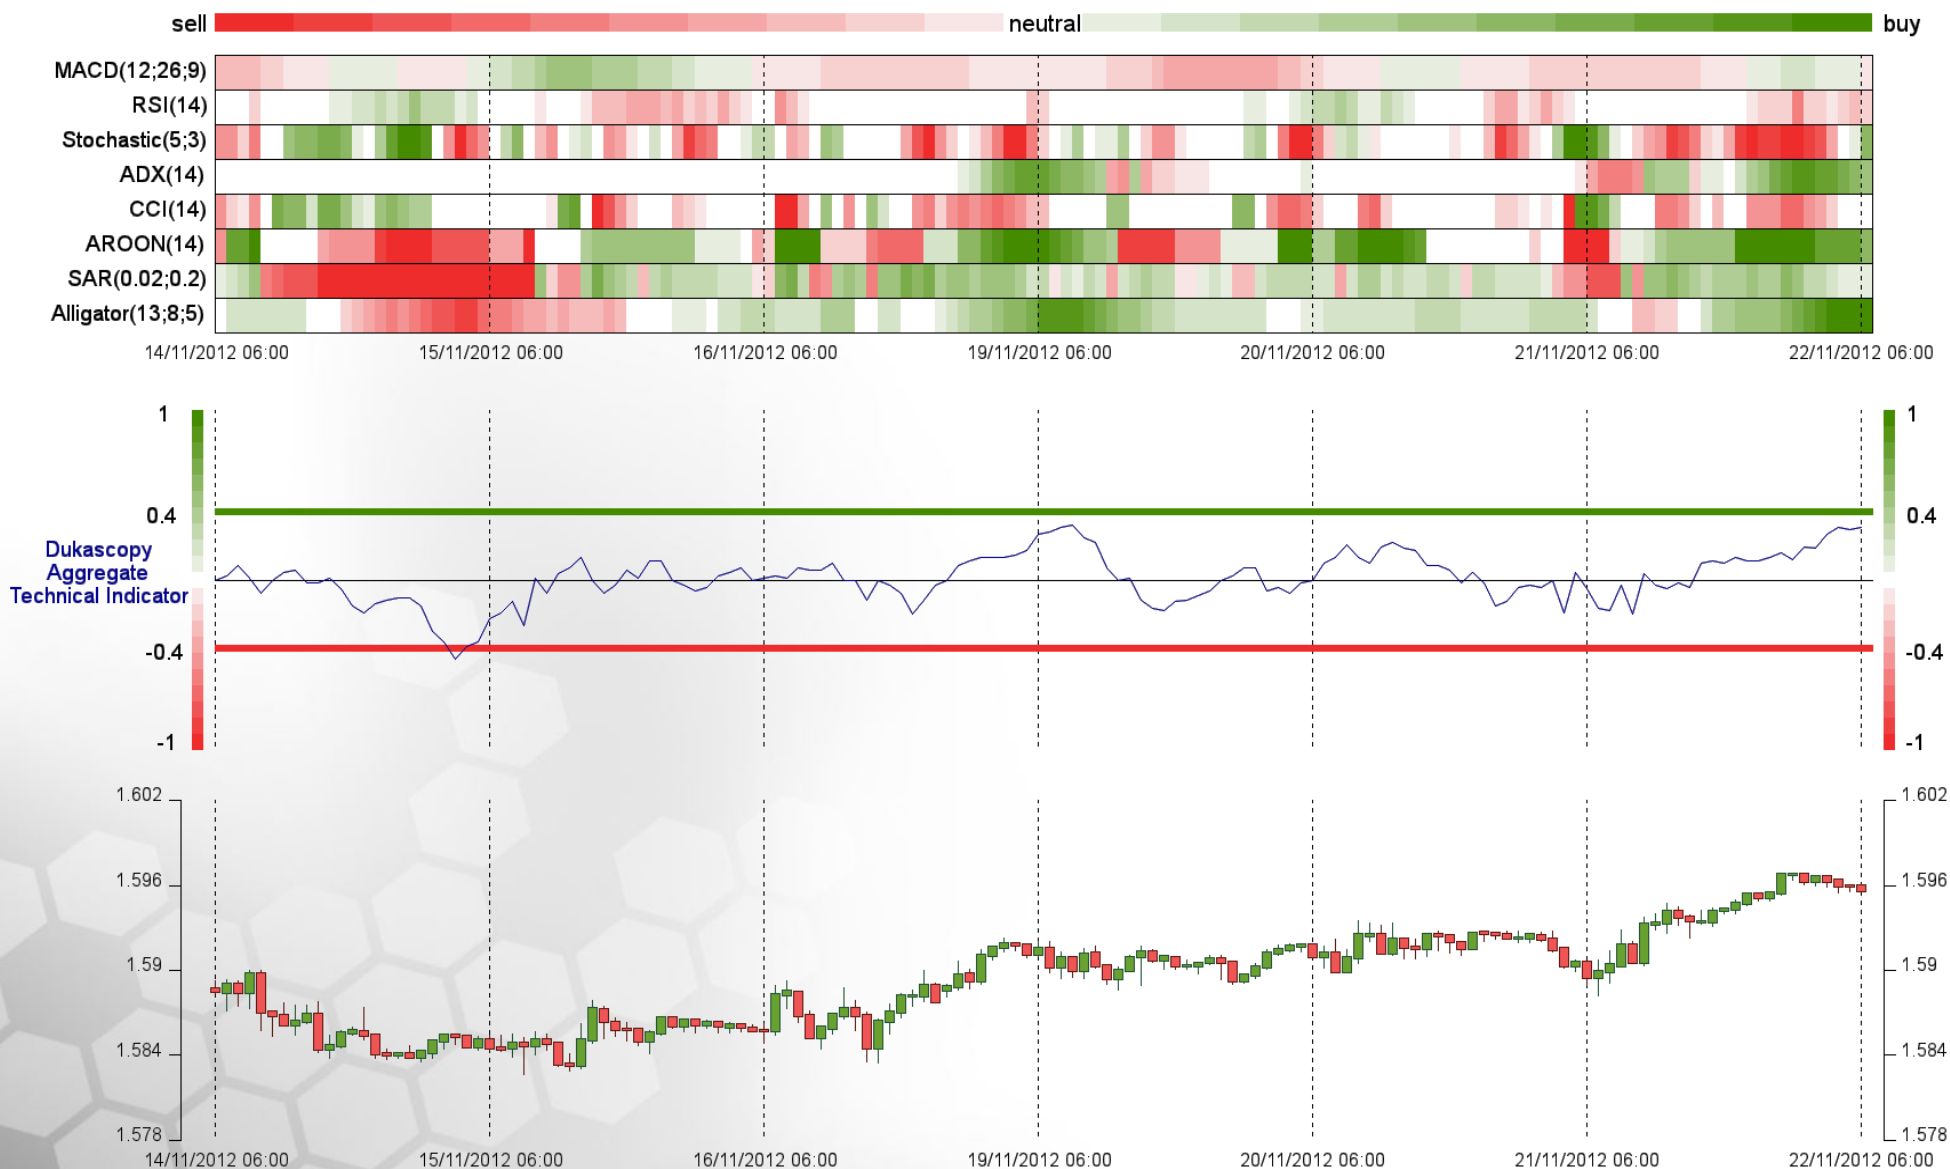 sell neutral buy
MACD(12;26;9)
RSI(14)
Stochastic(5;3)
ADX(14)
CCI(14)
AROON(14)
SAR(0.02;0.2)
Alligator(13;8;5)
14/11/2012 06:00 15/11/2012 06:00 16/11/2012 06:00 19/11/2012 06:00 20/11/2012 06:00 21/11/2012 06:00 22/11/2012 06:00
1 1
0.4 0.4
Dukascopy
Aggregate
Technical Indicator
-0.4 -0.4
-1 -1
1.602 1.602
1.596 1.596
1.59 1.59
1.584 1.584
1.578 1.578
14/11/2012 06:00 15/11/2012 06:00 16/11/2012 06:00 19/11/2012 06:00 20/11/2012 06:00 21/11/2012 06:00 22/11/2012 06:00